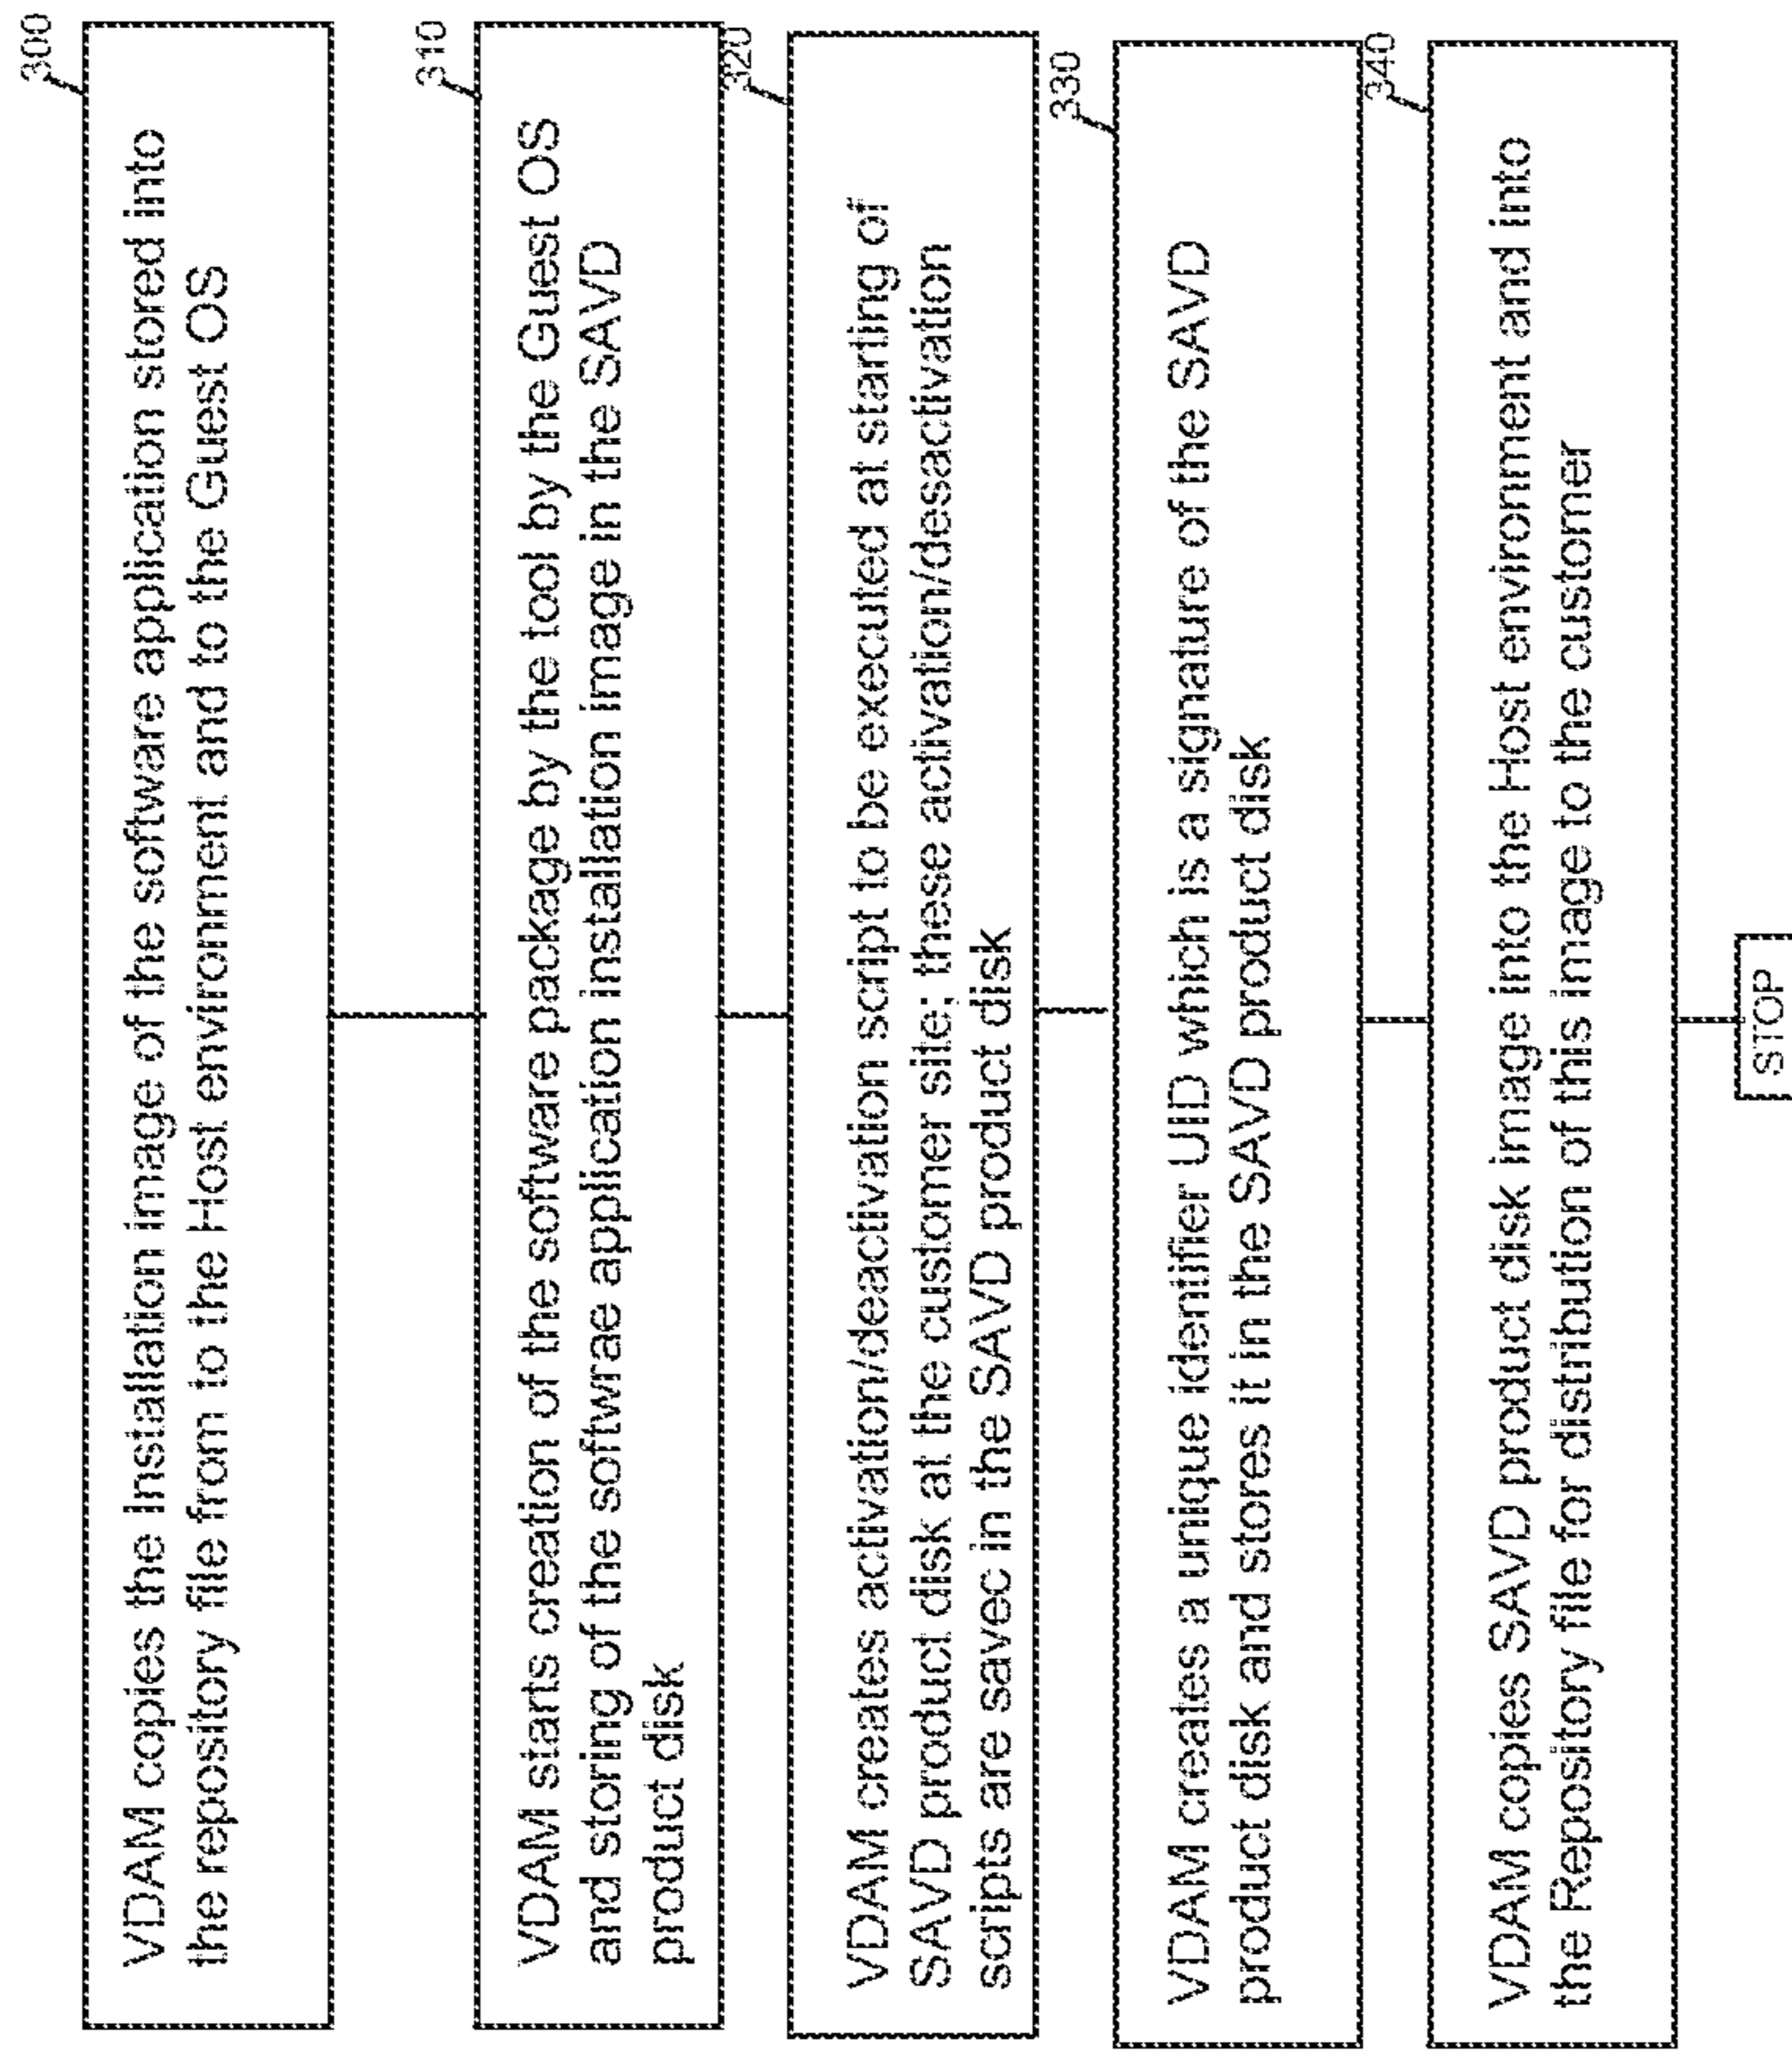 300
VDAM copies the Installation image of the software application stored into
the repository file from to the Host environment and to the Guest OS
310
VDAM starts creation of the software package by the tool by the Guest OS
and storing of the softwrae application installation image in the SAVD
product disk
320
VDAM creates activation/deactivation script to be executed at starting of
SAVD product disk at the customer site; these activation/desactivation
scripts are savec in the SAVD product disk
330
VDAM creates a unique identifier UID which is a signature of the SAVD
product disk and stores it in the SAVD product disk
340
VDAM copies SAVD product disk image into the Host environment and into
the Repository file for distribution of this image to the customer
STOP